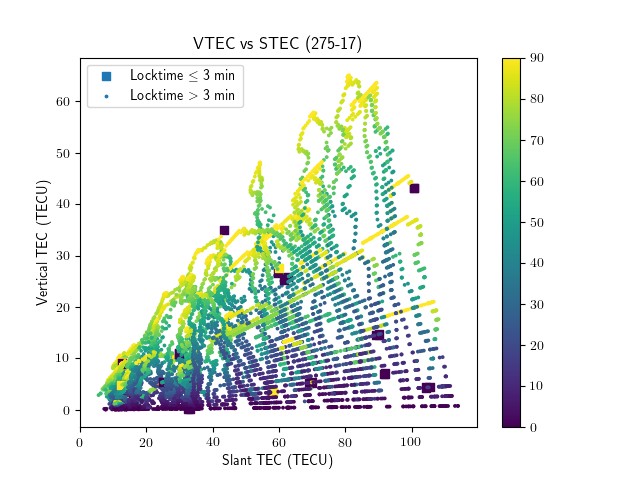 VTEC vs STEC (275-17)
Locktime ≤ 3 min
Locktime > 3 min
Vertical TEC (TECU)
60
50
40
30
20
10
0
0 20 40 60 80 100
Slant TEC (TECU)
90
80
70
60
50
40
30
20
10
0